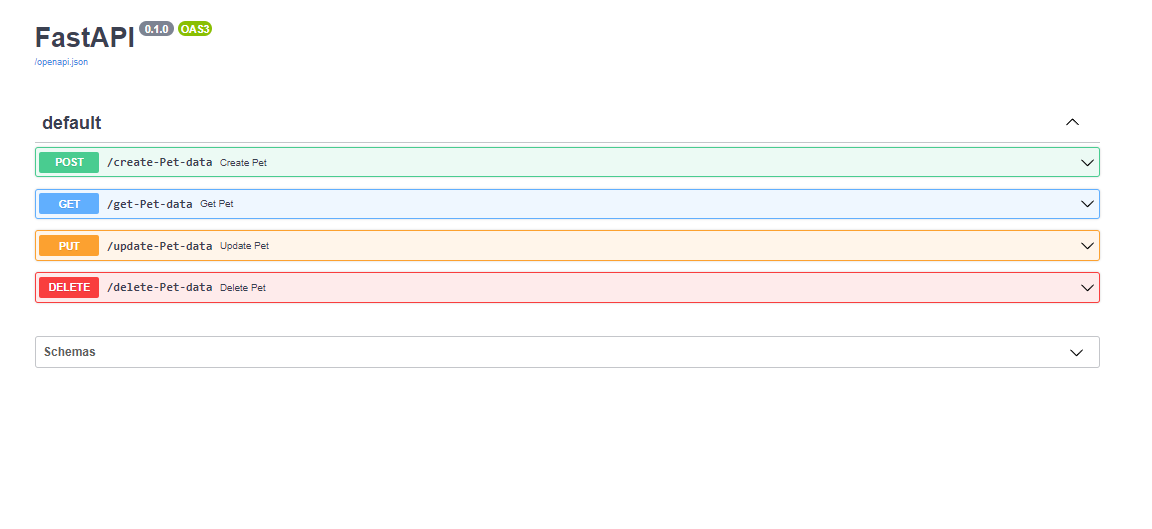 FastAPI 0.1.0 OAS3
/openapi.json
default
POST /create-Pet-data Create Pet
GET /get-Pet-data Get Pet
PUT /update-Pet-data Update Pet
DELETE /delete-Pet-data Delete Pet
Schemas